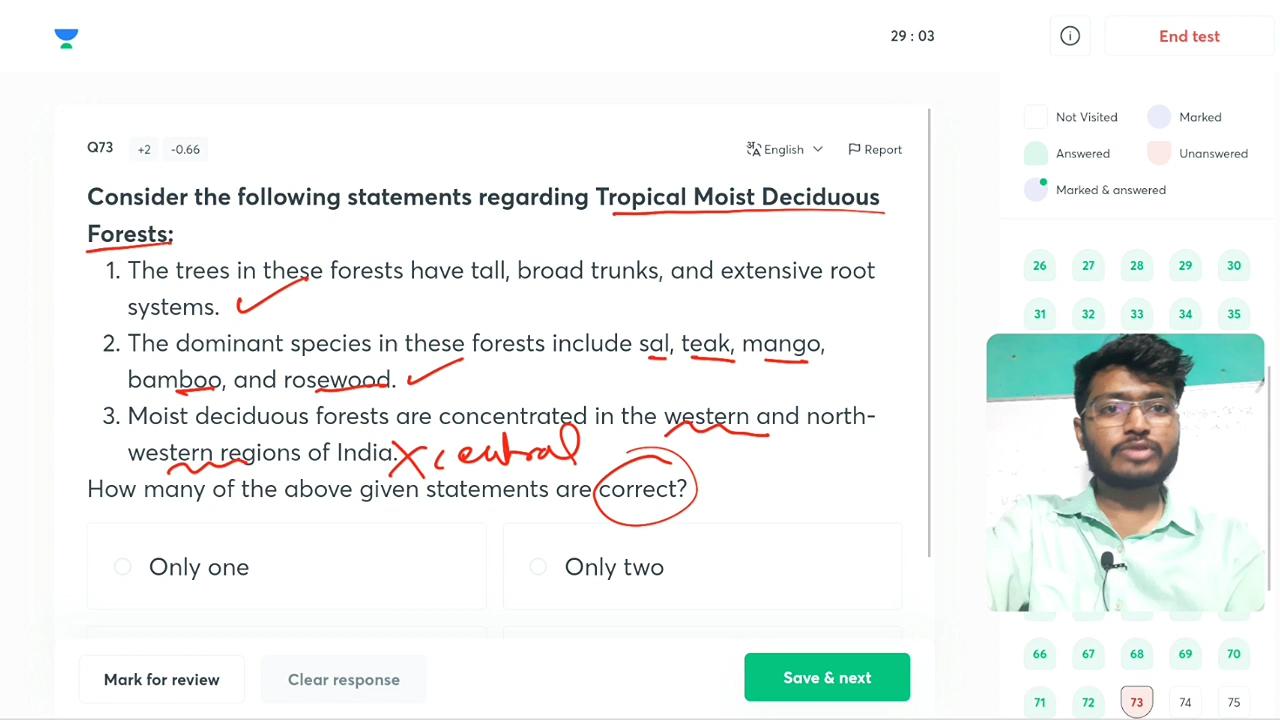 29 : 03
End test
Q73 +2 -0.66 English Report
Consider the following statements regarding Tropical Moist Deciduous
Forests:
1. The trees in these forests have tall, broad trunks, and extensive root
systems.
2. The dominant species in these forests include sal, teak, mango,
bamboo, and rosewood.
3. Moist deciduous forests are concentrated in the western and north-
western regions of India.
central
How many of the above given statements are correct?
Only one
Only two
Mark for review
Clear response
Save & next
Not Visited
Marked
Answered
Unanswered
Marked & answered
26 27 28 29 30
31 32 33 34 35
66 67 68 69 70
71 72 73 74 75